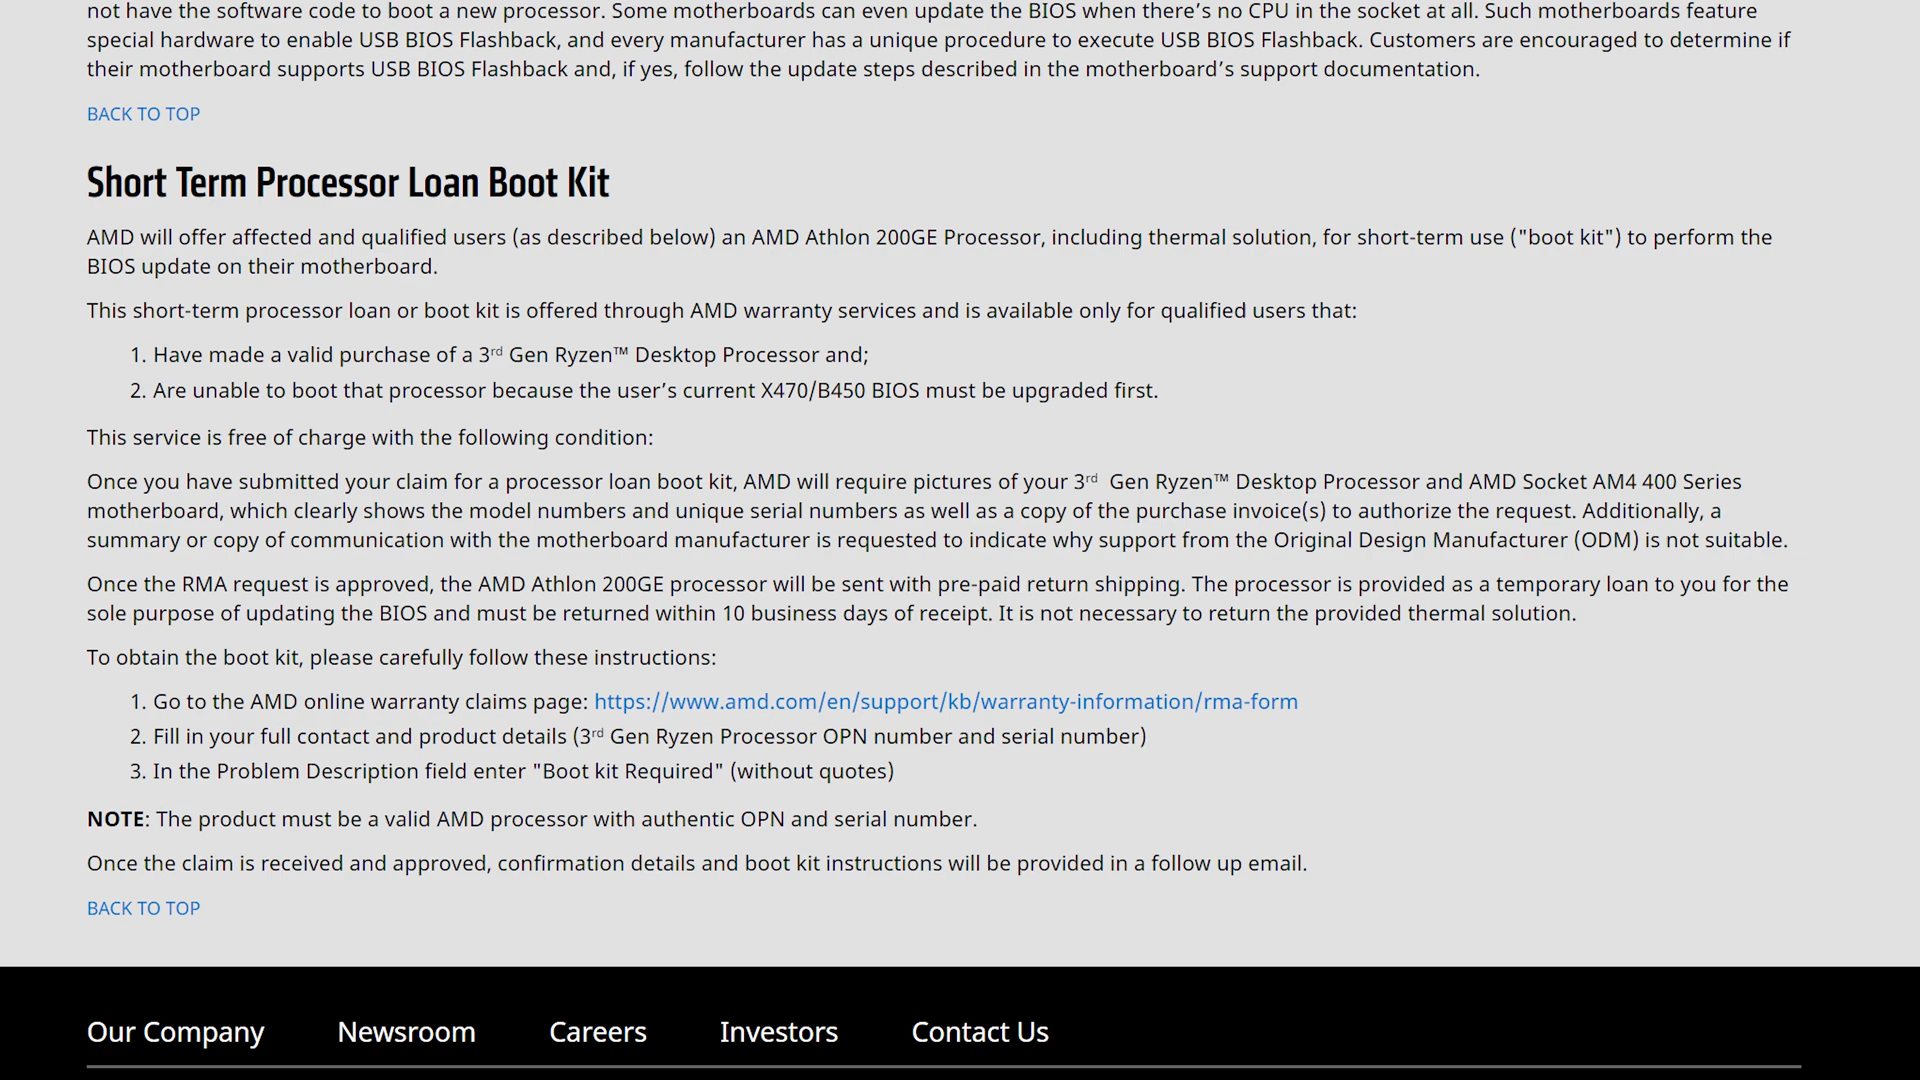 not have the software code to boot a new processor. Some motherboards can even update the BIOS when there’s no CPU in the socket at all. Such motherboards feature
special hardware to enable USB BIOS Flashback, and every manufacturer has a unique procedure to execute USB BIOS Flashback. Customers are encouraged to determine if
their motherboard supports USB BIOS Flashback and, if yes, follow the update steps described in the motherboard’s support documentation.
BACK TO TOP
Short Term Processor Loan Boot Kit
AMD will offer affected and qualified users (as described below) an AMD Athlon 200GE Processor, including thermal solution, for short-term use ("boot kit") to perform the
BIOS update on their motherboard.
This short-term processor loan or boot kit is offered through AMD warranty services and is available only for qualified users that:
1. Have made a valid purchase of a 3rd Gen Ryzen™ Desktop Processor and;
2. Are unable to boot that processor because the user’s current X470/B450 BIOS must be upgraded first.
This service is free of charge with the following condition:
Once you have submitted your claim for a processor loan boot kit, AMD will require pictures of your 3rd Gen Ryzen™ Desktop Processor and AMD Socket AM4 400 Series
motherboard, which clearly shows the model numbers and unique serial numbers as well as a copy of the purchase invoice(s) to authorize the request. Additionally, a
summary or copy of communication with the motherboard manufacturer is requested to indicate why support from the Original Design Manufacturer (ODM) is not suitable.
Once the RMA request is approved, the AMD Athlon 200GE processor will be sent with pre-paid return shipping. The processor is provided as a temporary loan to you for the
sole purpose of updating the BIOS and must be returned within 10 business days of receipt. It is not necessary to return the provided thermal solution.
To obtain the boot kit, please carefully follow these instructions:
1. Go to the AMD online warranty claims page: https://www.amd.com/en/support/kb/warranty-information/rma-form
2. Fill in your full contact and product details (3rd Gen Ryzen Processor OPN number and serial number)
3. In the Problem Description field enter "Boot kit Required" (without quotes)
NOTE: The product must be a valid AMD processor with authentic OPN and serial number.
Once the claim is received and approved, confirmation details and boot kit instructions will be provided in a follow up email.
BACK TO TOP
Our Company Newsroom Careers Investors Contact Us